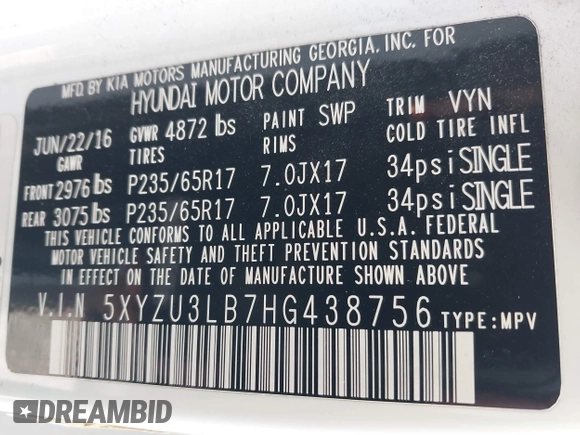 MFD. BY KIA MOTORS MANUFACTURING GEORGIA, INC. FOR
HYUNDAI MOTOR COMPANY
JUN/22/16 GVWR 4872 lbs PAINT SWP TRIM VYN
GAWR TIRES RIMS COLD TIRE INFL
FRONT 2976 lbs P235/65R17 7.0JX17 34psi SINGLE
REAR 3075 lbs P235/65R17 7.0JX17 34psi SINGLE
THIS VEHICLE CONFORMS TO ALL APPLICABLE U.S.A. FEDERAL
MOTOR VEHICLE SAFETY AND THEFT PREVENTION STANDARDS
IN EFFECT ON THE DATE OF MANUFACTURE SHOWN ABOVE.
V.I.N 5XYZU3LB7HG438756 TYPE:MPV
DREAMBID